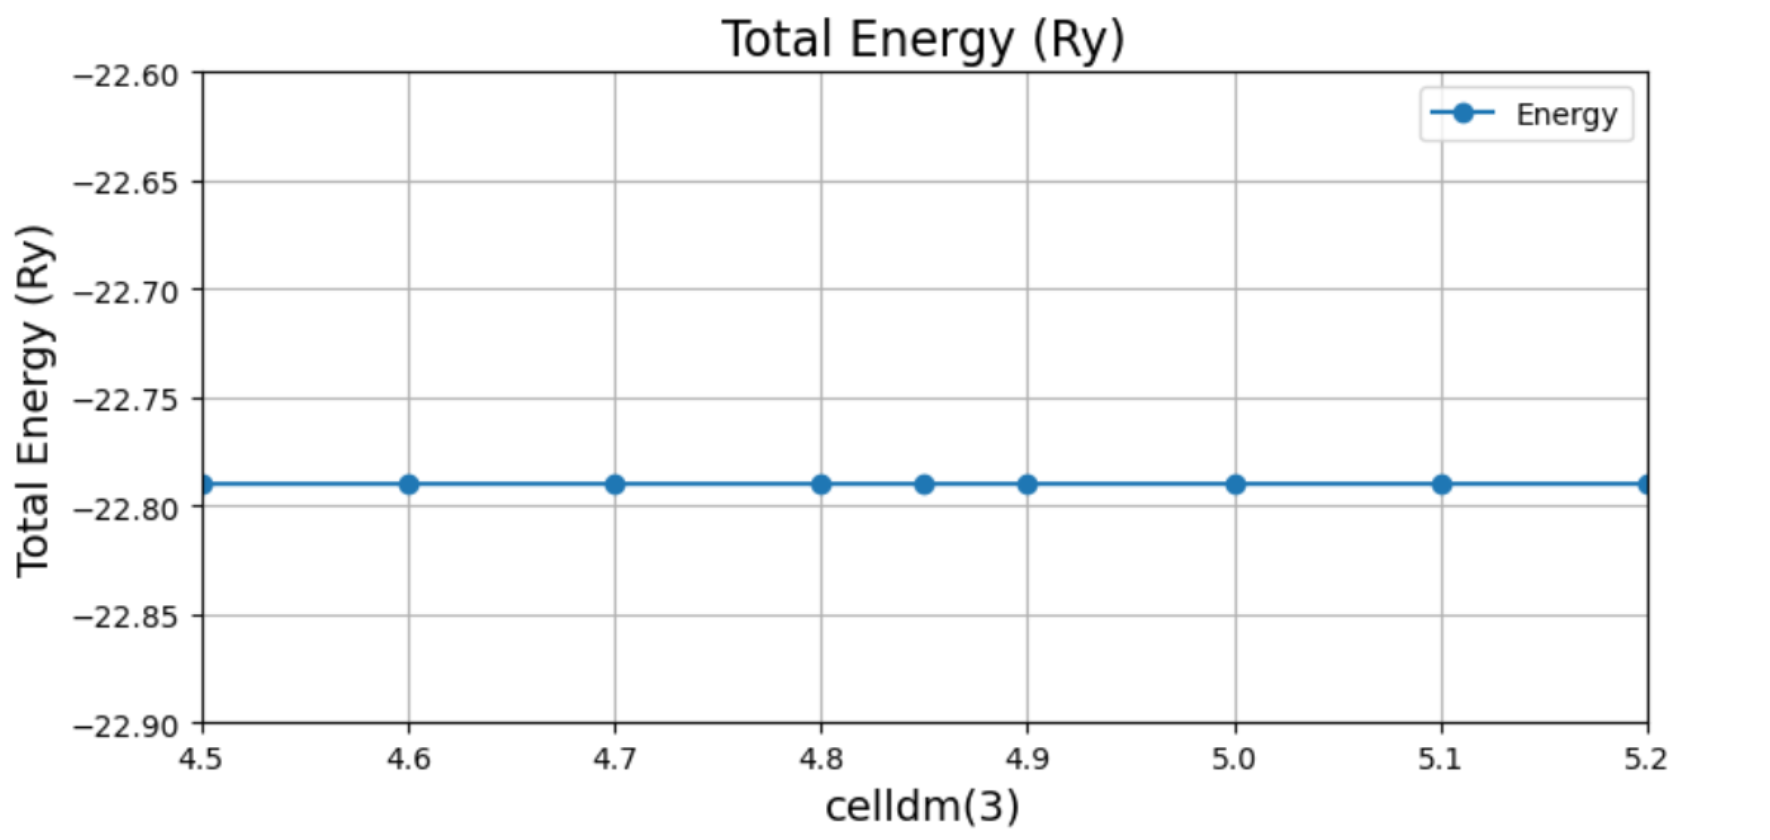 Total Energy (Ry)
Energy
Total Energy (Ry)
−22.60
−22.65
−22.70
−22.75
−22.80
−22.85
−22.90
4.5 4.6 4.7 4.8 4.9 5.0 5.1 5.2
celldm(3)